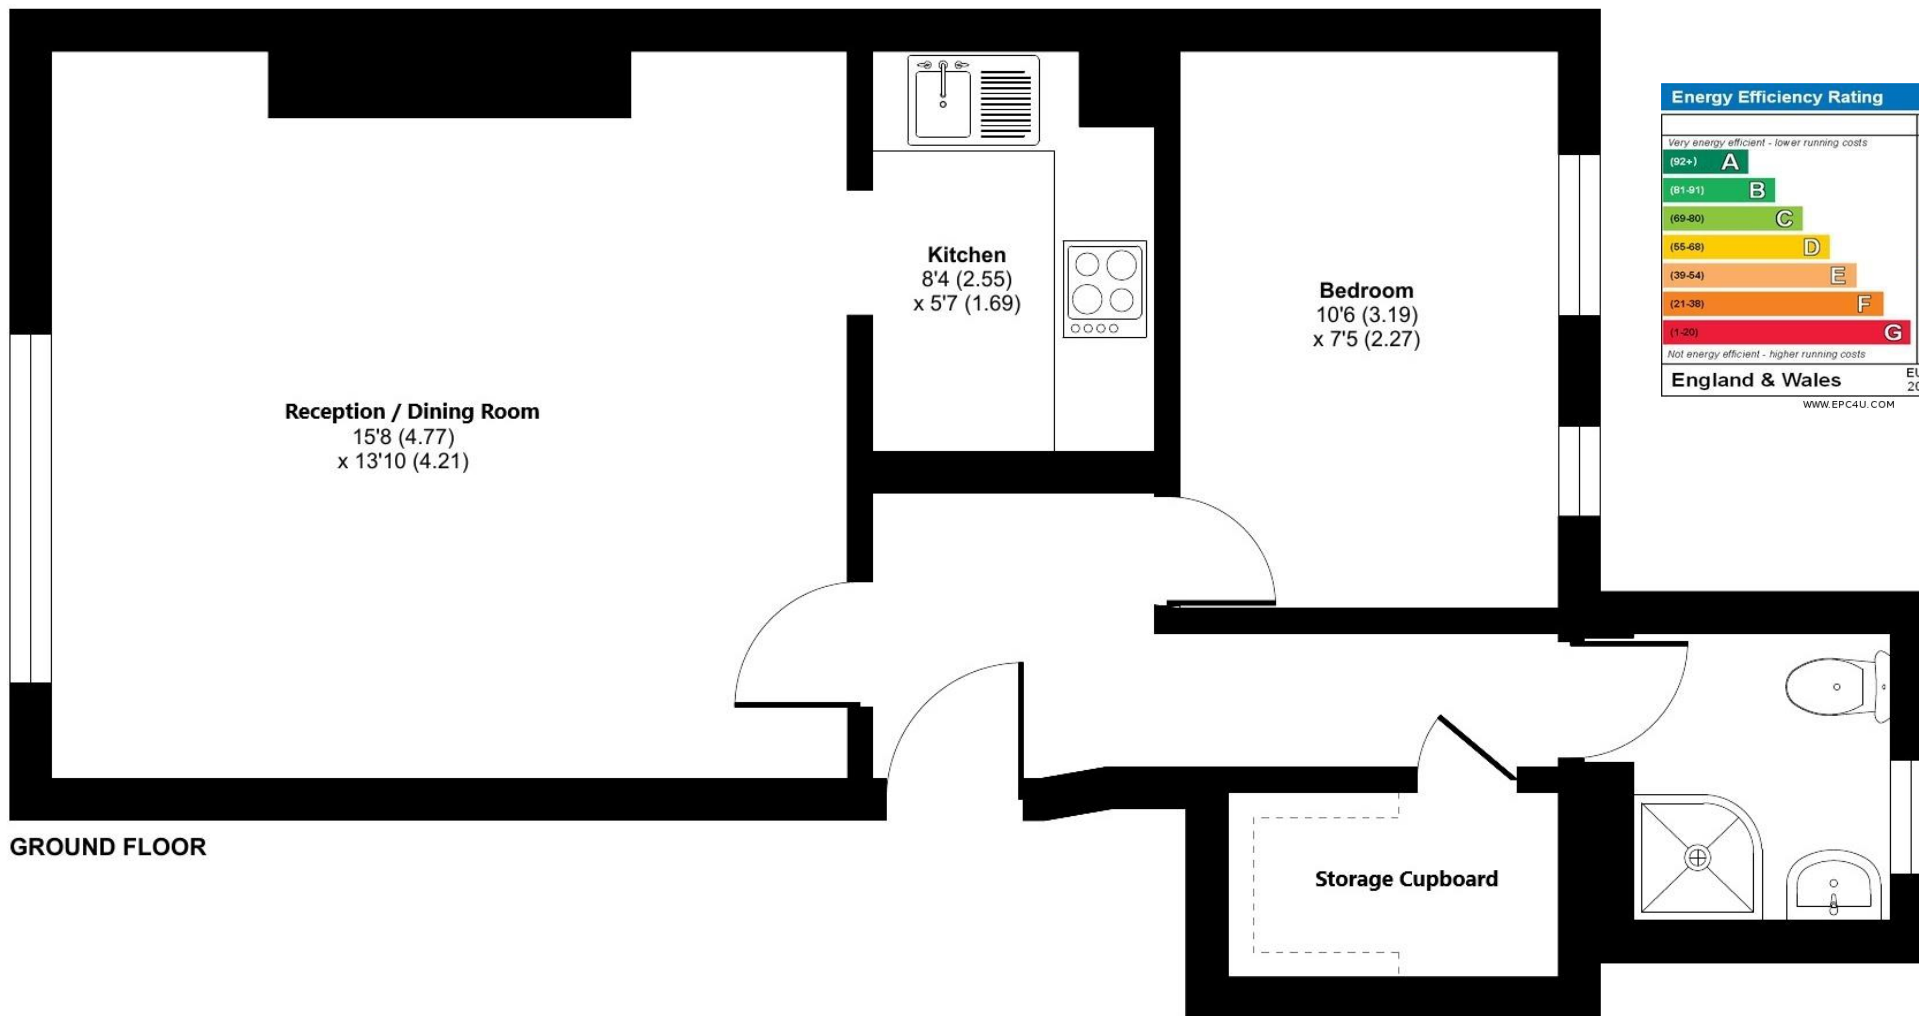 Reception / Dining Room
15'8 (4.77)
x 13'10 (4.21)
Kitchen
8'4 (2.55)
x 5'7 (1.69)
Bedroom
10'6 (3.19)
x 7'5 (2.27)
Storage Cupboard
GROUND FLOOR
Energy Efficiency Rating
Very energy efficient - lower running costs
(92+) A
(81-91) B
(69-80) C
(55-68) D
(39-54) E
(21-38) F
(1-20) G
Not energy efficient - higher running costs
England & Wales
WWW.EPC4U.COM